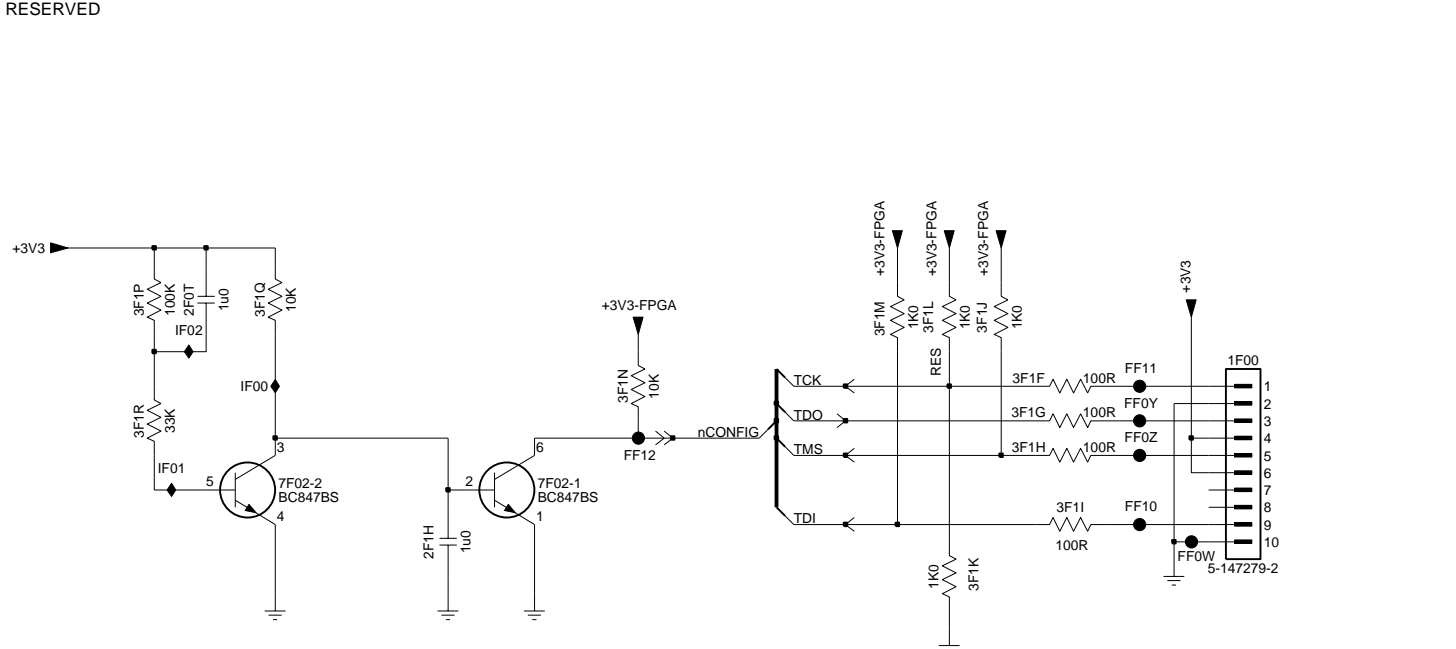 RESERVED
+3V3-FPGA
+3V3-FPGA
+3V3-FPGA
+3V3
+3V3
3F1P
100K
2F0T
1u0
3F1Q
10K
IF02
IF00
3F1R
33K
IF01
5
3
7F02-2
BC847BS
4
2F1H
1u0
2
6
7F02-1
BC847BS
1
+3V3-FPGA
3F1N
10K
FF12
nCONFIG
TCK
TDO
TMS
TDI
3F1M
1K0
3F1L
1K0
3F1J
1K0
RES
3F1F
100R
FF11
3F1G
100R
FF0Y
3F1H
100R
FF0Z
3F1I
100R
FF10
1K0
3F1K
FF0W
1F00
1
2
3
4
5
6
7
8
9
10
5-147279-2